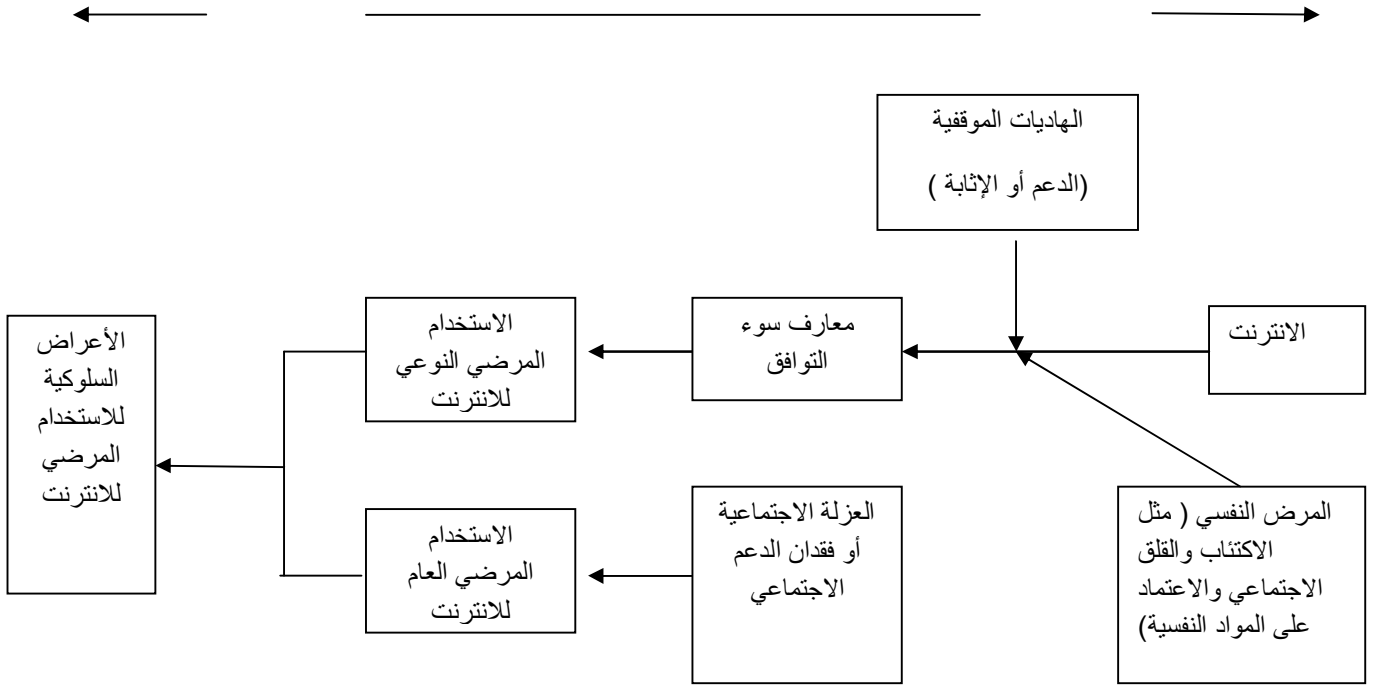 الهاديات الموقفية
(الدعم أو الإثابة )
الانترنت
معارف سوء
التوافق
الاستخدام
المرضي النوعي
للانترنت
الأعراض
السلوكية
للاستخدام
المرضي
للانترنت
المرض النفسي ( مثل
الاكتئاب والقلق
الاجتماعي والاعتماد
على المواد النفسية)
العزلة الاجتماعية
أو فقدان الدعم
الاجتماعي
الاستخدام
المرضي العام
للانترنت